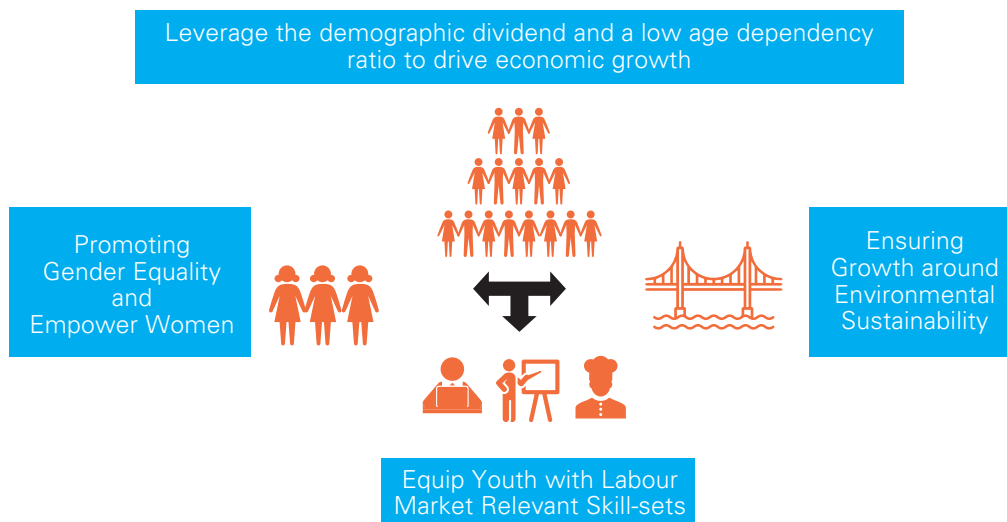 Leverage the demographic dividend and a low age dependency
ratio to drive economic growth
Promoting
Gender Equality
and
Empower Women
Ensuring
Growth around
Environmental
Sustainability
Equip Youth with Labour
Market Relevant Skill-sets